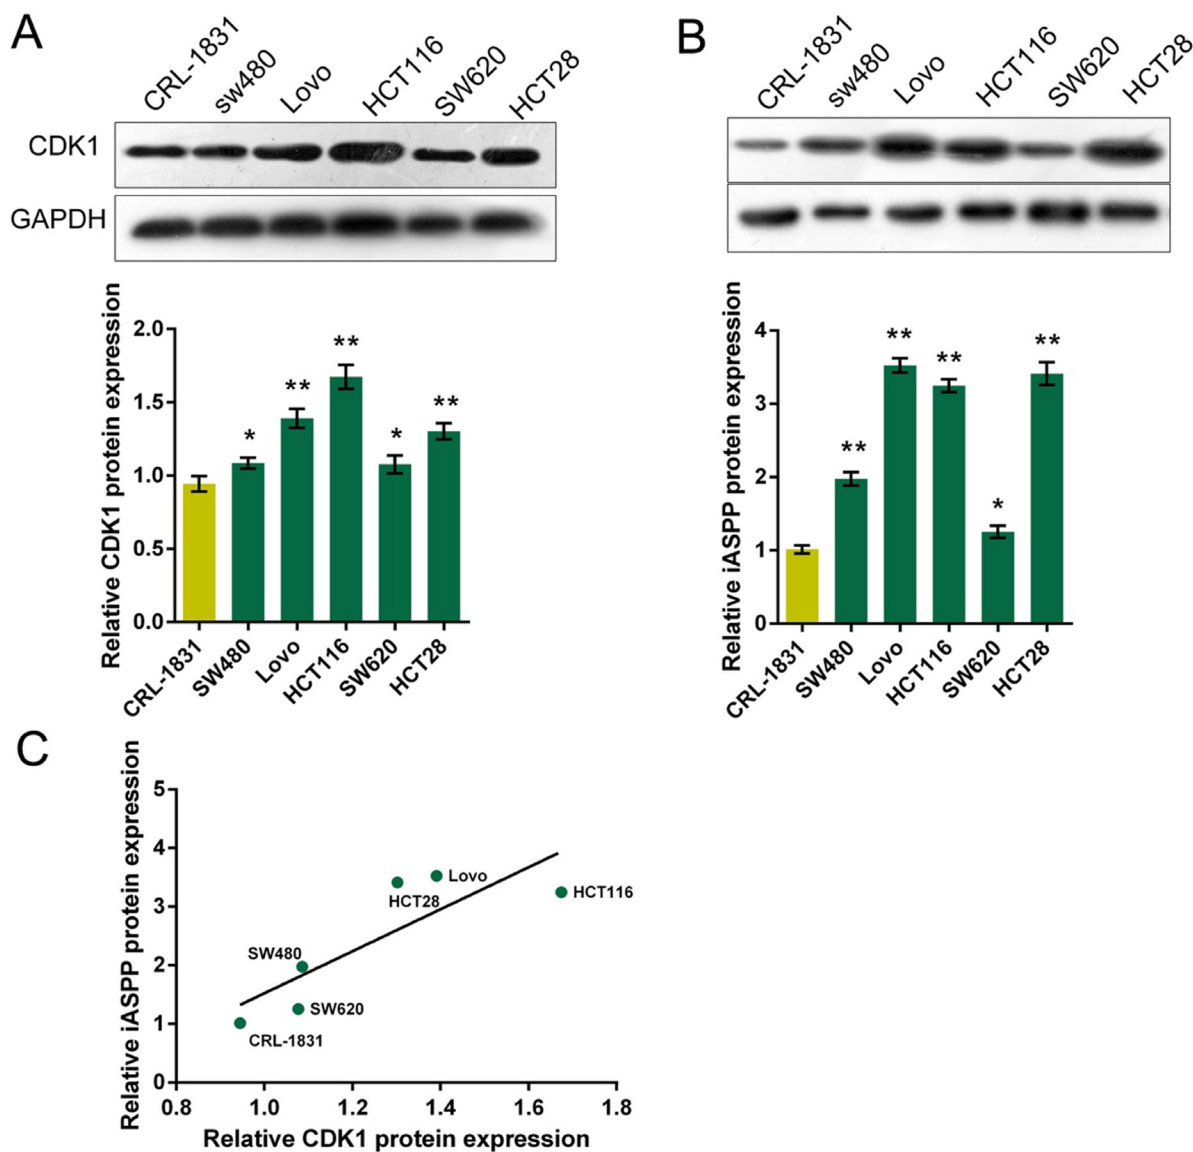 A
CRL-1831
sw480
Lovo
HCT116
SW620
HCT28
CDK1
GAPDH
Relative CDK1 protein expression
2.0
1.5
1.0
0.5
0.0
*
**
**
*
**
CRL-1831
SW480
Lovo
HCT116
SW620
HCT28
B
CRL-1831
sw480
Lovo
HCT116
SW620
HCT28
Relative iASPP protein expression
4
3
2
1
0
**
**
**
*
**
CRL-1831
SW480
Lovo
HCT116
SW620
HCT28
C
Relative iASPP protein expression
5
4
3
2
1
0
Lovo
HCT28
HCT116
SW480
SW620
CRL-1831
0.8
1.0
1.2
1.4
1.6
1.8
Relative CDK1 protein expression